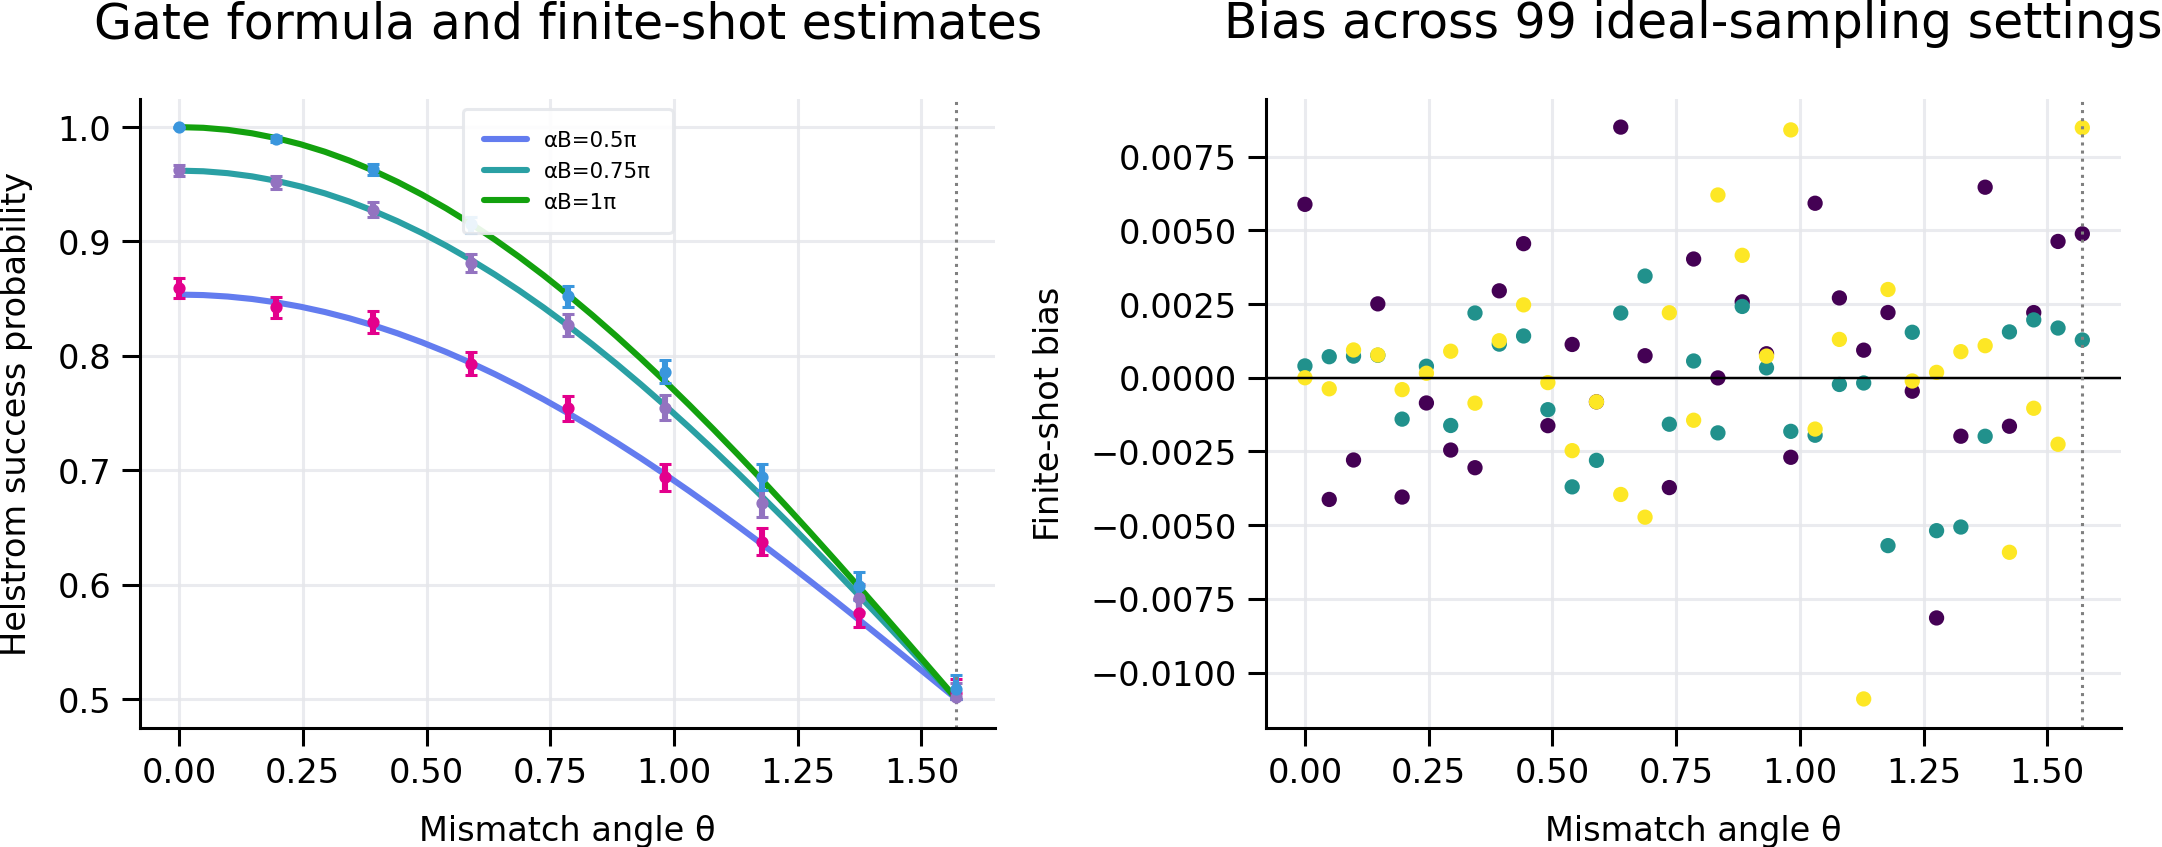 Gate formula and finite-shot estimates
Helstrom success probability
1.0
0.9
0.8
0.7
0.6
0.5
αB=0.5π
αB=0.75π
αB=1π
0.00 0.25 0.50 0.75 1.00 1.25 1.50
Mismatch angle θ
Bias across 99 ideal-sampling settings
Finite-shot bias
0.0075
0.0050
0.0025
0.0000
−0.0025
−0.0050
−0.0075
−0.0100
0.00 0.25 0.50 0.75 1.00 1.25 1.50
Mismatch angle θ